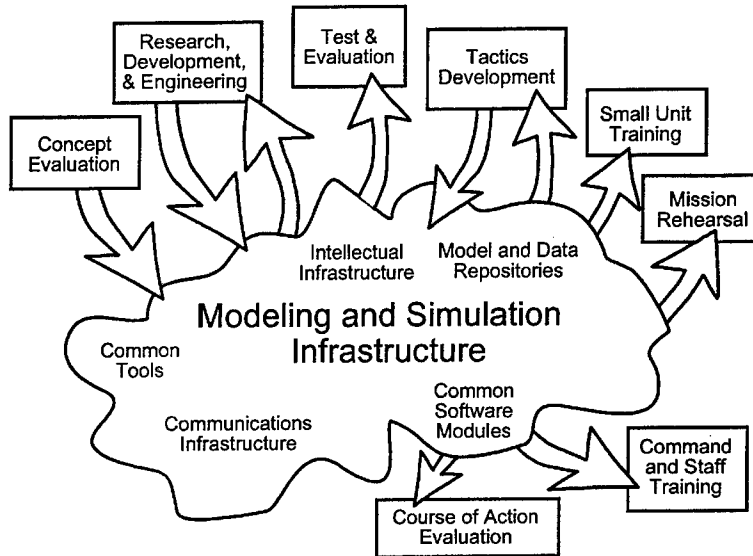 Research,
Development,
& Engineering
Test &
Evaluation
Tactics
Development
Concept
Evaluation
Small Unit
Training
Mission
Rehearsal
Intellectual
Infrastructure
Model and Data
Repositories
Modeling and Simulation
Infrastructure
Common
Tools
Communications
Infrastructure
Common
Software
Modules
Command
and Staff
Training
Course of Action
Evaluation